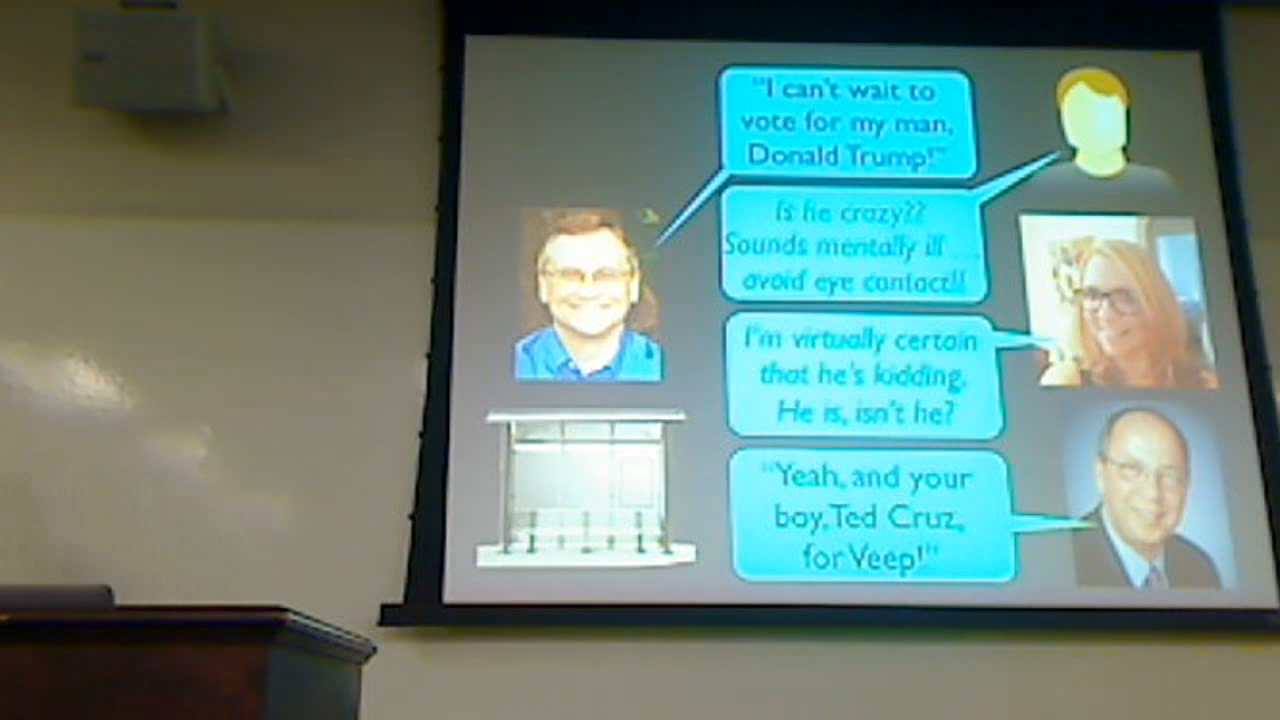 "I can't wait to
vote for my man,
Donald Trump!"
Is he crazy??
Sounds mentally ill ...
avoid eye contact!!
I'm virtually certain
that he's kidding.
He is, isn't he?
"Yeah, and your
boy, Ted Cruz,
for Veep!"